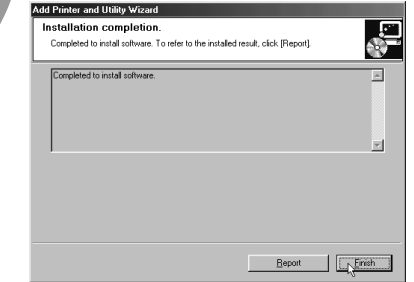 Add Printer and Utility Wizard
Installation completion.
Completed to install software. To refer to the installed result, click [Report].
Completed to install software.
Report
Finish